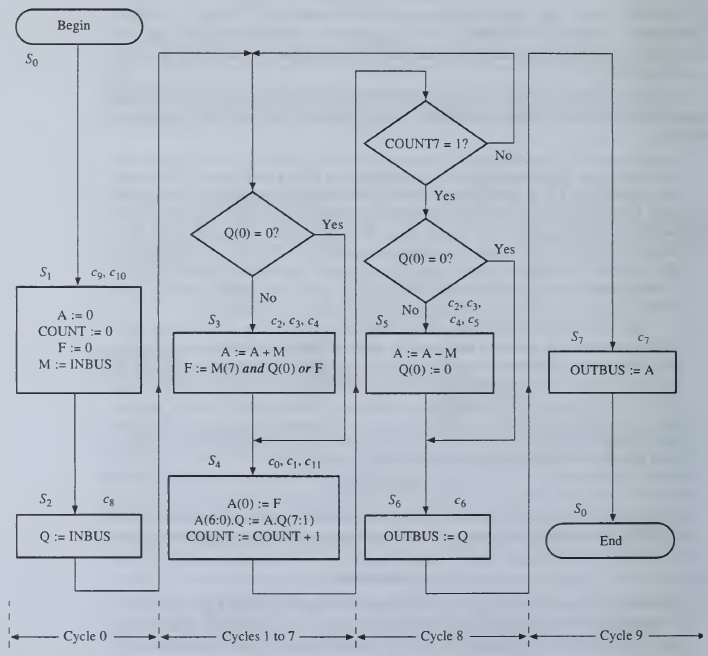 Begin
S0
S1
c9, c10
A := 0
COUNT := 0
F := 0
M := INBUS
S2
c8
Q := INBUS
Q(0) = 0?
Yes
No
S3
c2, c3, c4
A := A + M
F := M(7) and Q(0) or F
S4
c0, c1, c11
A(0) := F
A(6:0).Q := A.Q(7:1)
COUNT := COUNT + 1
COUNT7 = 1?
No
Yes
Q(0) = 0?
Yes
No
c2, c3,
c4, c5
S5
A := A − M
Q(0) := 0
S6
c6
OUTBUS := Q
S7
c7
OUTBUS := A
S0
End
Cycle 0
Cycles 1 to 7
Cycle 8
Cycle 9